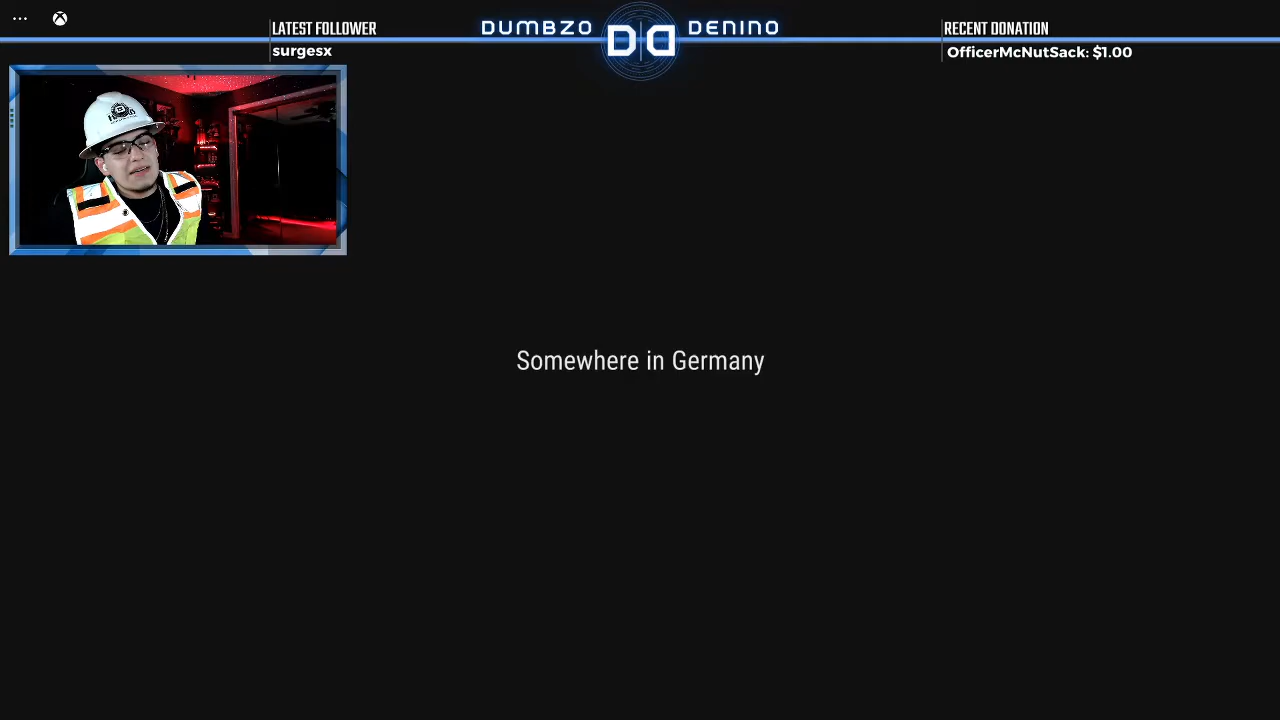 LATEST FOLLOWER
surgesx
DUMBZO DD DENINO
RECENT DONATION
OfficerMcNutSack: $1.00
Somewhere in Germany